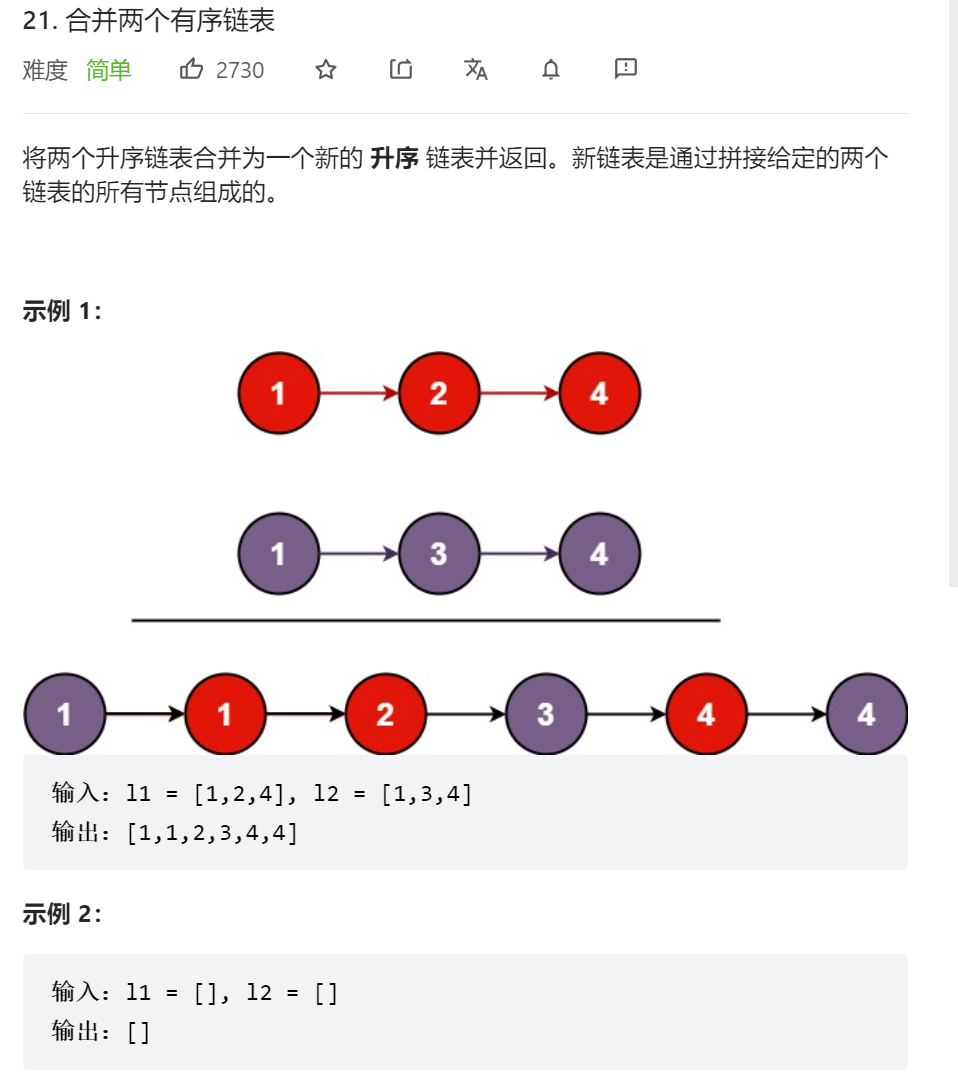 21. 合并两个有序链表
难度 简单 2730 文A
将两个升序链表合并为一个新的 升序 链表并返回。新链表是通过拼接给定的两个
链表的所有节点组成的。
示例 1：
1 2 4
1 3 4
1 1 2 3 4 4
输入：l1 = [1,2,4], l2 = [1,3,4]
输出：[1,1,2,3,4,4]
示例 2：
输入：l1 = [], l2 = []
输出：[]